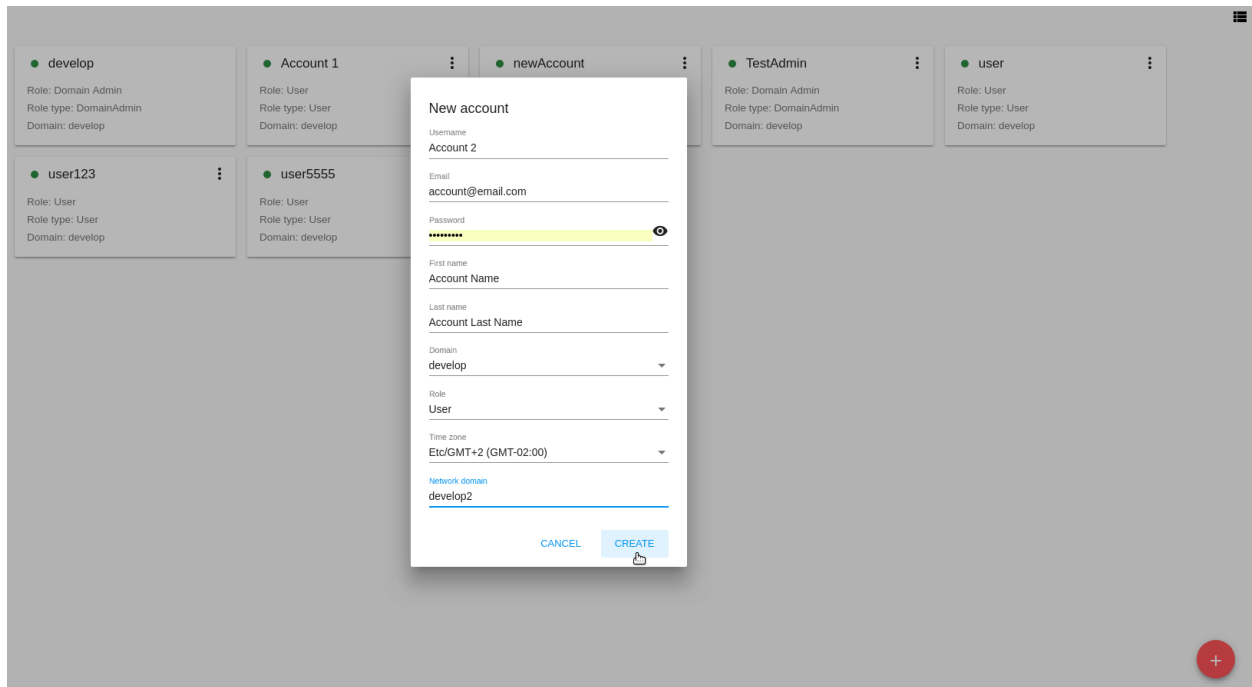 develop
Role: Domain Admin
Role type: DomainAdmin
Domain: develop
Account 1
Role: User
Role type: User
Domain: develop
newAccount
TestAdmin
Role: Domain Admin
Role type: DomainAdmin
Domain: develop
user
Role: User
Role type: User
Domain: develop
user123
Role: User
Role type: User
Domain: develop
user5555
Role: User
Role type: User
Domain: develop
New account
Username
Account 2
Email
account@email.com
Password
•••••••••
First name
Account Name
Last name
Account Last Name
Domain
develop
Role
User
Time zone
Etc/GMT+2 (GMT-02:00)
Network domain
develop2
CANCEL CREATE